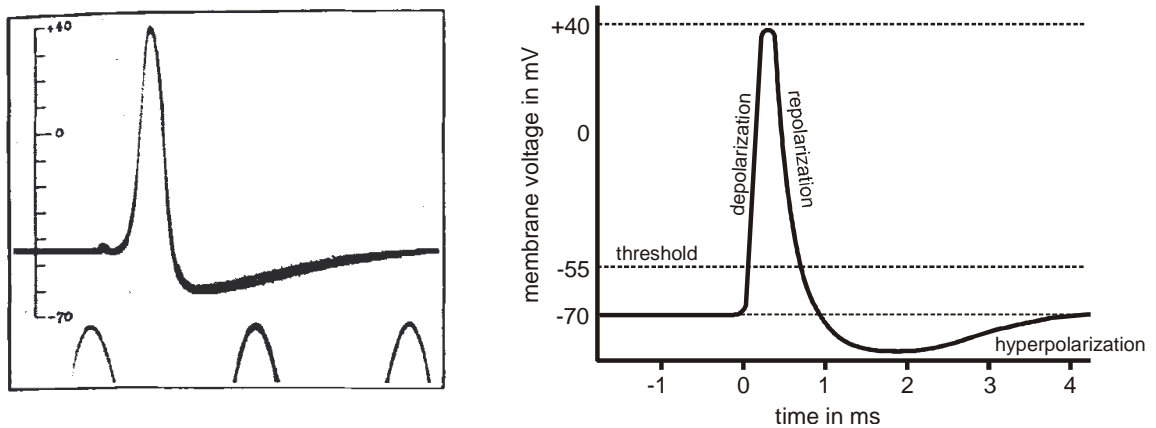 +40
0
-70
membrane voltage in mV
+40
0
-55
-70
depolarization
repolarization
threshold
hyperpolarization
-1 0 1 2 3 4
time in ms